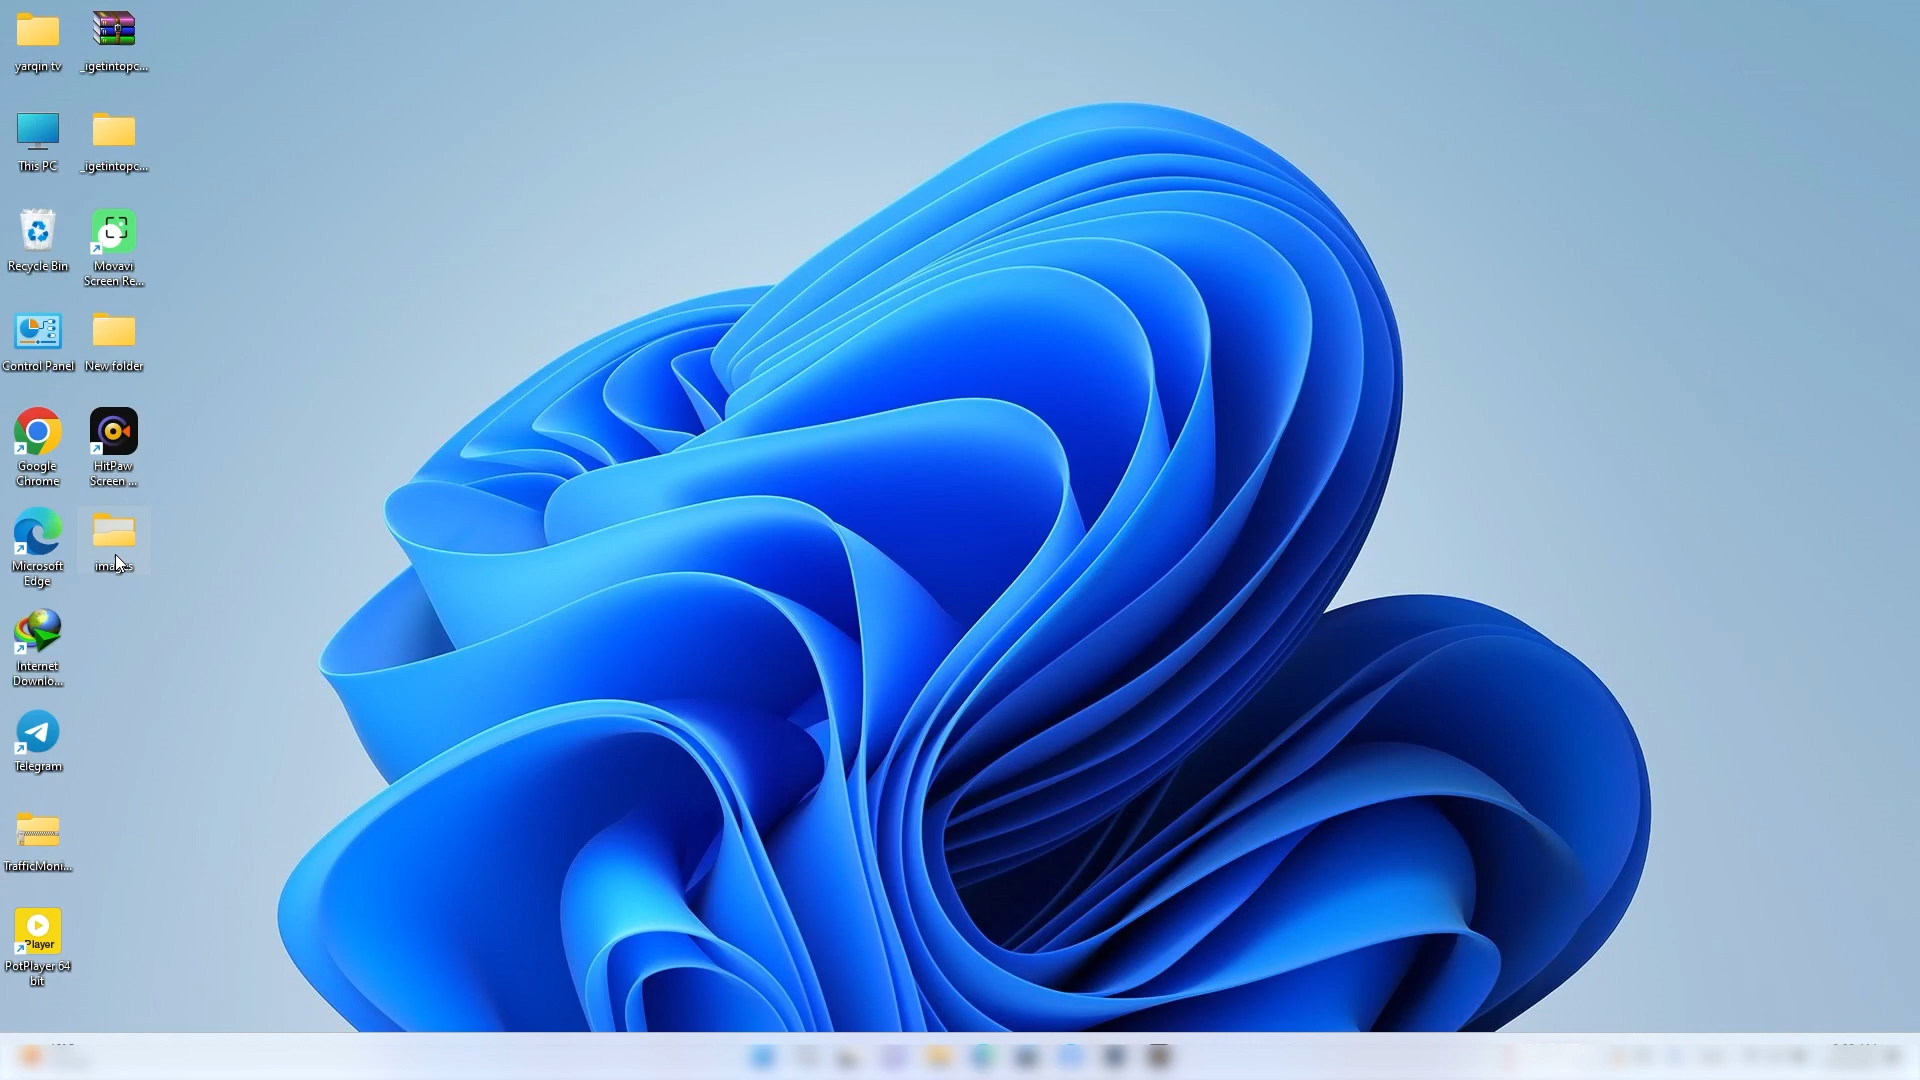 yarqin tv
_igetintopc...
This PC
_igetintopc...
Recycle Bin
Movavi
Screen Re...
Control Panel
New folder
Google
Chrome
HitPaw
Screen ...
Microsoft
Edge
Internet
Downlo...
Telegram
TrafficMoni...
Player
PotPlayer 64
bit